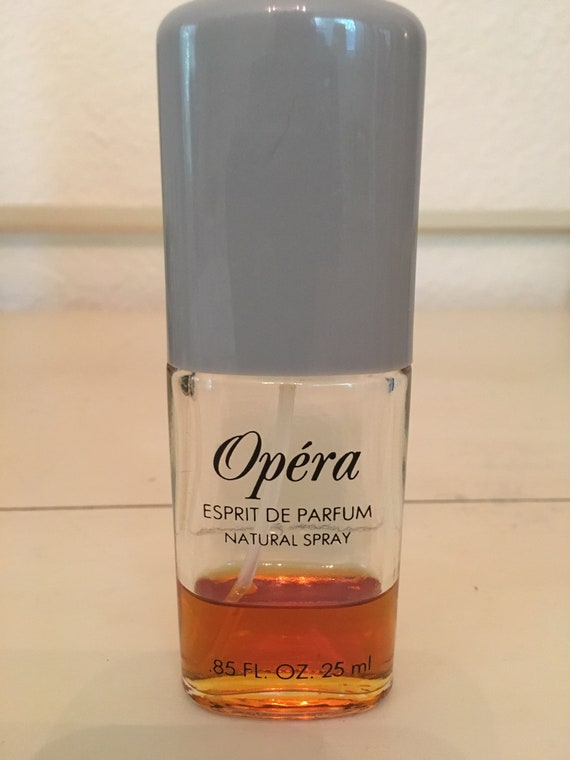 Opéra
ESPRIT DE PARFUM
NATURAL SPRAY
.85 FL. OZ. 25 ml